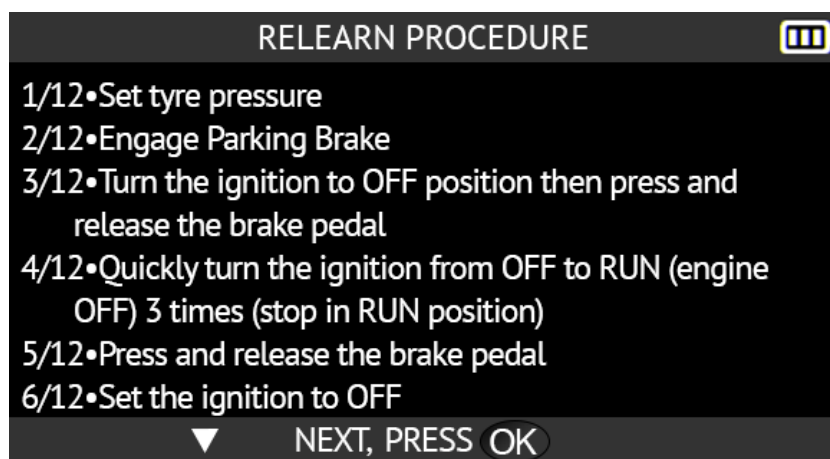 RELEARN PROCEDURE
1/12•Set tyre pressure
2/12•Engage Parking Brake
3/12•Turn the ignition to OFF position then press and
release the brake pedal
4/12•Quickly turn the ignition from OFF to RUN (engine
OFF) 3 times (stop in RUN position)
5/12•Press and release the brake pedal
6/12•Set the ignition to OFF
▼ NEXT, PRESS OK